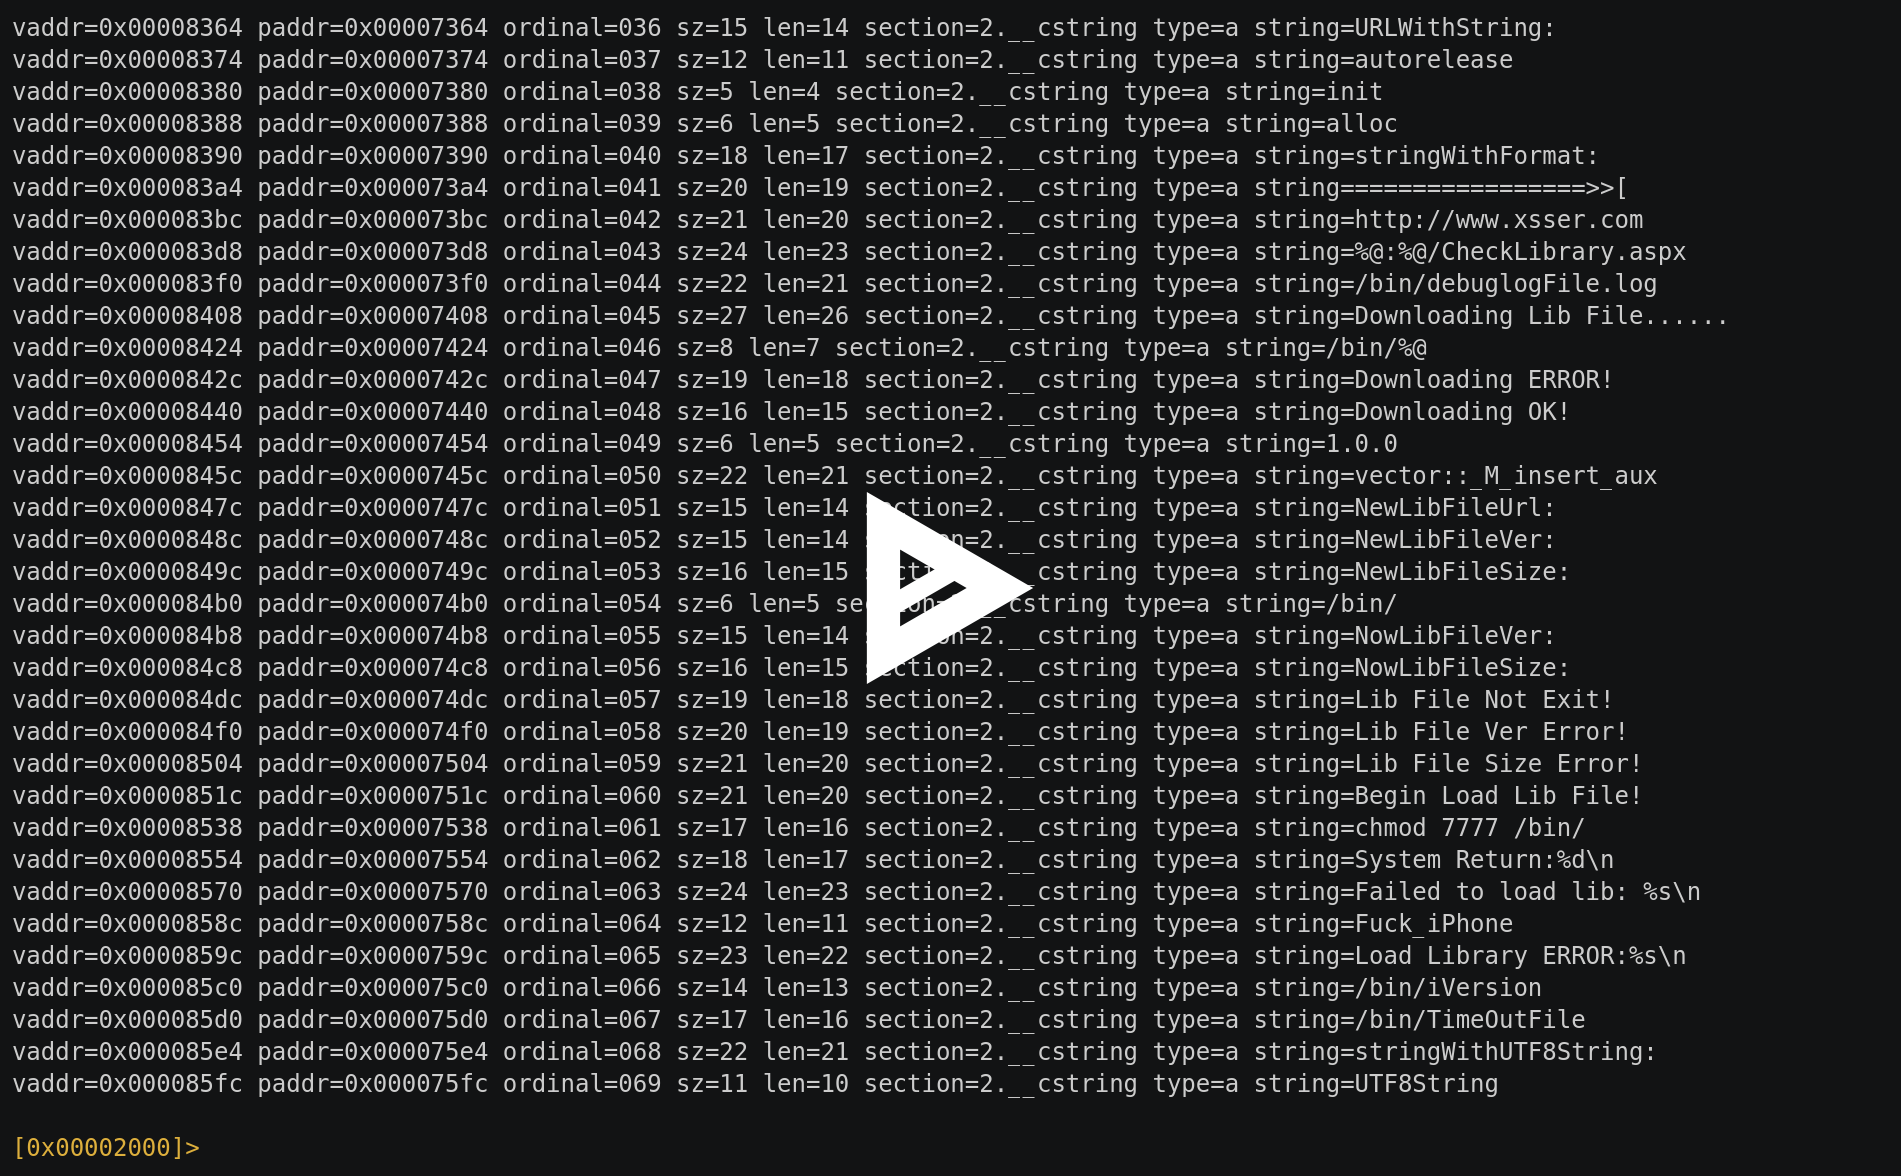 vaddr=0x00008364 paddr=0x00007364 ordinal=036 sz=15 len=14 section=2.__cstring type=a string=URLWithString:
vaddr=0x00008374 paddr=0x00007374 ordinal=037 sz=12 len=11 section=2.__cstring type=a string=autorelease
vaddr=0x00008380 paddr=0x00007380 ordinal=038 sz=5 len=4 section=2.__cstring type=a string=init
vaddr=0x00008388 paddr=0x00007388 ordinal=039 sz=6 len=5 section=2.__cstring type=a string=alloc
vaddr=0x00008390 paddr=0x00007390 ordinal=040 sz=18 len=17 section=2.__cstring type=a string=stringWithFormat:
vaddr=0x000083a4 paddr=0x000073a4 ordinal=041 sz=20 len=19 section=2.__cstring type=a string=================>>[
vaddr=0x000083bc paddr=0x000073bc ordinal=042 sz=21 len=20 section=2.__cstring type=a string=http://www.xsser.com
vaddr=0x000083d8 paddr=0x000073d8 ordinal=043 sz=24 len=23 section=2.__cstring type=a string=%@:%@/CheckLibrary.aspx
vaddr=0x000083f0 paddr=0x000073f0 ordinal=044 sz=22 len=21 section=2.__cstring type=a string=/bin/debuglogFile.log
vaddr=0x00008408 paddr=0x00007408 ordinal=045 sz=27 len=26 section=2.__cstring type=a string=Downloading Lib File......
vaddr=0x00008424 paddr=0x00007424 ordinal=046 sz=8 len=7 section=2.__cstring type=a string=/bin/%@
vaddr=0x0000842c paddr=0x0000742c ordinal=047 sz=19 len=18 section=2.__cstring type=a string=Downloading ERROR!
vaddr=0x00008440 paddr=0x00007440 ordinal=048 sz=16 len=15 section=2.__cstring type=a string=Downloading OK!
vaddr=0x00008454 paddr=0x00007454 ordinal=049 sz=6 len=5 section=2.__cstring type=a string=1.0.0
vaddr=0x0000845c paddr=0x0000745c ordinal=050 sz=22 len=21 section=2.__cstring type=a string=vector::_M_insert_aux
vaddr=0x0000847c paddr=0x0000747c ordinal=051 sz=15 len=14 section=2.__cstring type=a string=NewLibFileUrl:
vaddr=0x0000848c paddr=0x0000748c ordinal=052 sz=15 len=14 section=2.__cstring type=a string=NewLibFileVer:
vaddr=0x0000849c paddr=0x0000749c ordinal=053 sz=16 len=15 section=2.__cstring type=a string=NewLibFileSize:
vaddr=0x000084b0 paddr=0x000074b0 ordinal=054 sz=6 len=5 section=2.__cstring type=a string=/bin/
vaddr=0x000084b8 paddr=0x000074b8 ordinal=055 sz=15 len=14 section=2.__cstring type=a string=NowLibFileVer:
vaddr=0x000084c8 paddr=0x000074c8 ordinal=056 sz=16 len=15 section=2.__cstring type=a string=NowLibFileSize:
vaddr=0x000084dc paddr=0x000074dc ordinal=057 sz=19 len=18 section=2.__cstring type=a string=Lib File Not Exit!
vaddr=0x000084f0 paddr=0x000074f0 ordinal=058 sz=20 len=19 section=2.__cstring type=a string=Lib File Ver Error!
vaddr=0x00008504 paddr=0x00007504 ordinal=059 sz=21 len=20 section=2.__cstring type=a string=Lib File Size Error!
vaddr=0x0000851c paddr=0x0000751c ordinal=060 sz=21 len=20 section=2.__cstring type=a string=Begin Load Lib File!
vaddr=0x00008538 paddr=0x00007538 ordinal=061 sz=17 len=16 section=2.__cstring type=a string=chmod 7777 /bin/
vaddr=0x00008554 paddr=0x00007554 ordinal=062 sz=18 len=17 section=2.__cstring type=a string=System Return:%d\n
vaddr=0x00008570 paddr=0x00007570 ordinal=063 sz=24 len=23 section=2.__cstring type=a string=Failed to load lib: %s\n
vaddr=0x0000858c paddr=0x0000758c ordinal=064 sz=12 len=11 section=2.__cstring type=a string=Fuck_iPhone
vaddr=0x0000859c paddr=0x0000759c ordinal=065 sz=23 len=22 section=2.__cstring type=a string=Load Library ERROR:%s\n
vaddr=0x000085c0 paddr=0x000075c0 ordinal=066 sz=14 len=13 section=2.__cstring type=a string=/bin/iVersion
vaddr=0x000085d0 paddr=0x000075d0 ordinal=067 sz=17 len=16 section=2.__cstring type=a string=/bin/TimeOutFile
vaddr=0x000085e4 paddr=0x000075e4 ordinal=068 sz=22 len=21 section=2.__cstring type=a string=stringWithUTF8String:
vaddr=0x000085fc paddr=0x000075fc ordinal=069 sz=11 len=10 section=2.__cstring type=a string=UTF8String
[0x00002000]>